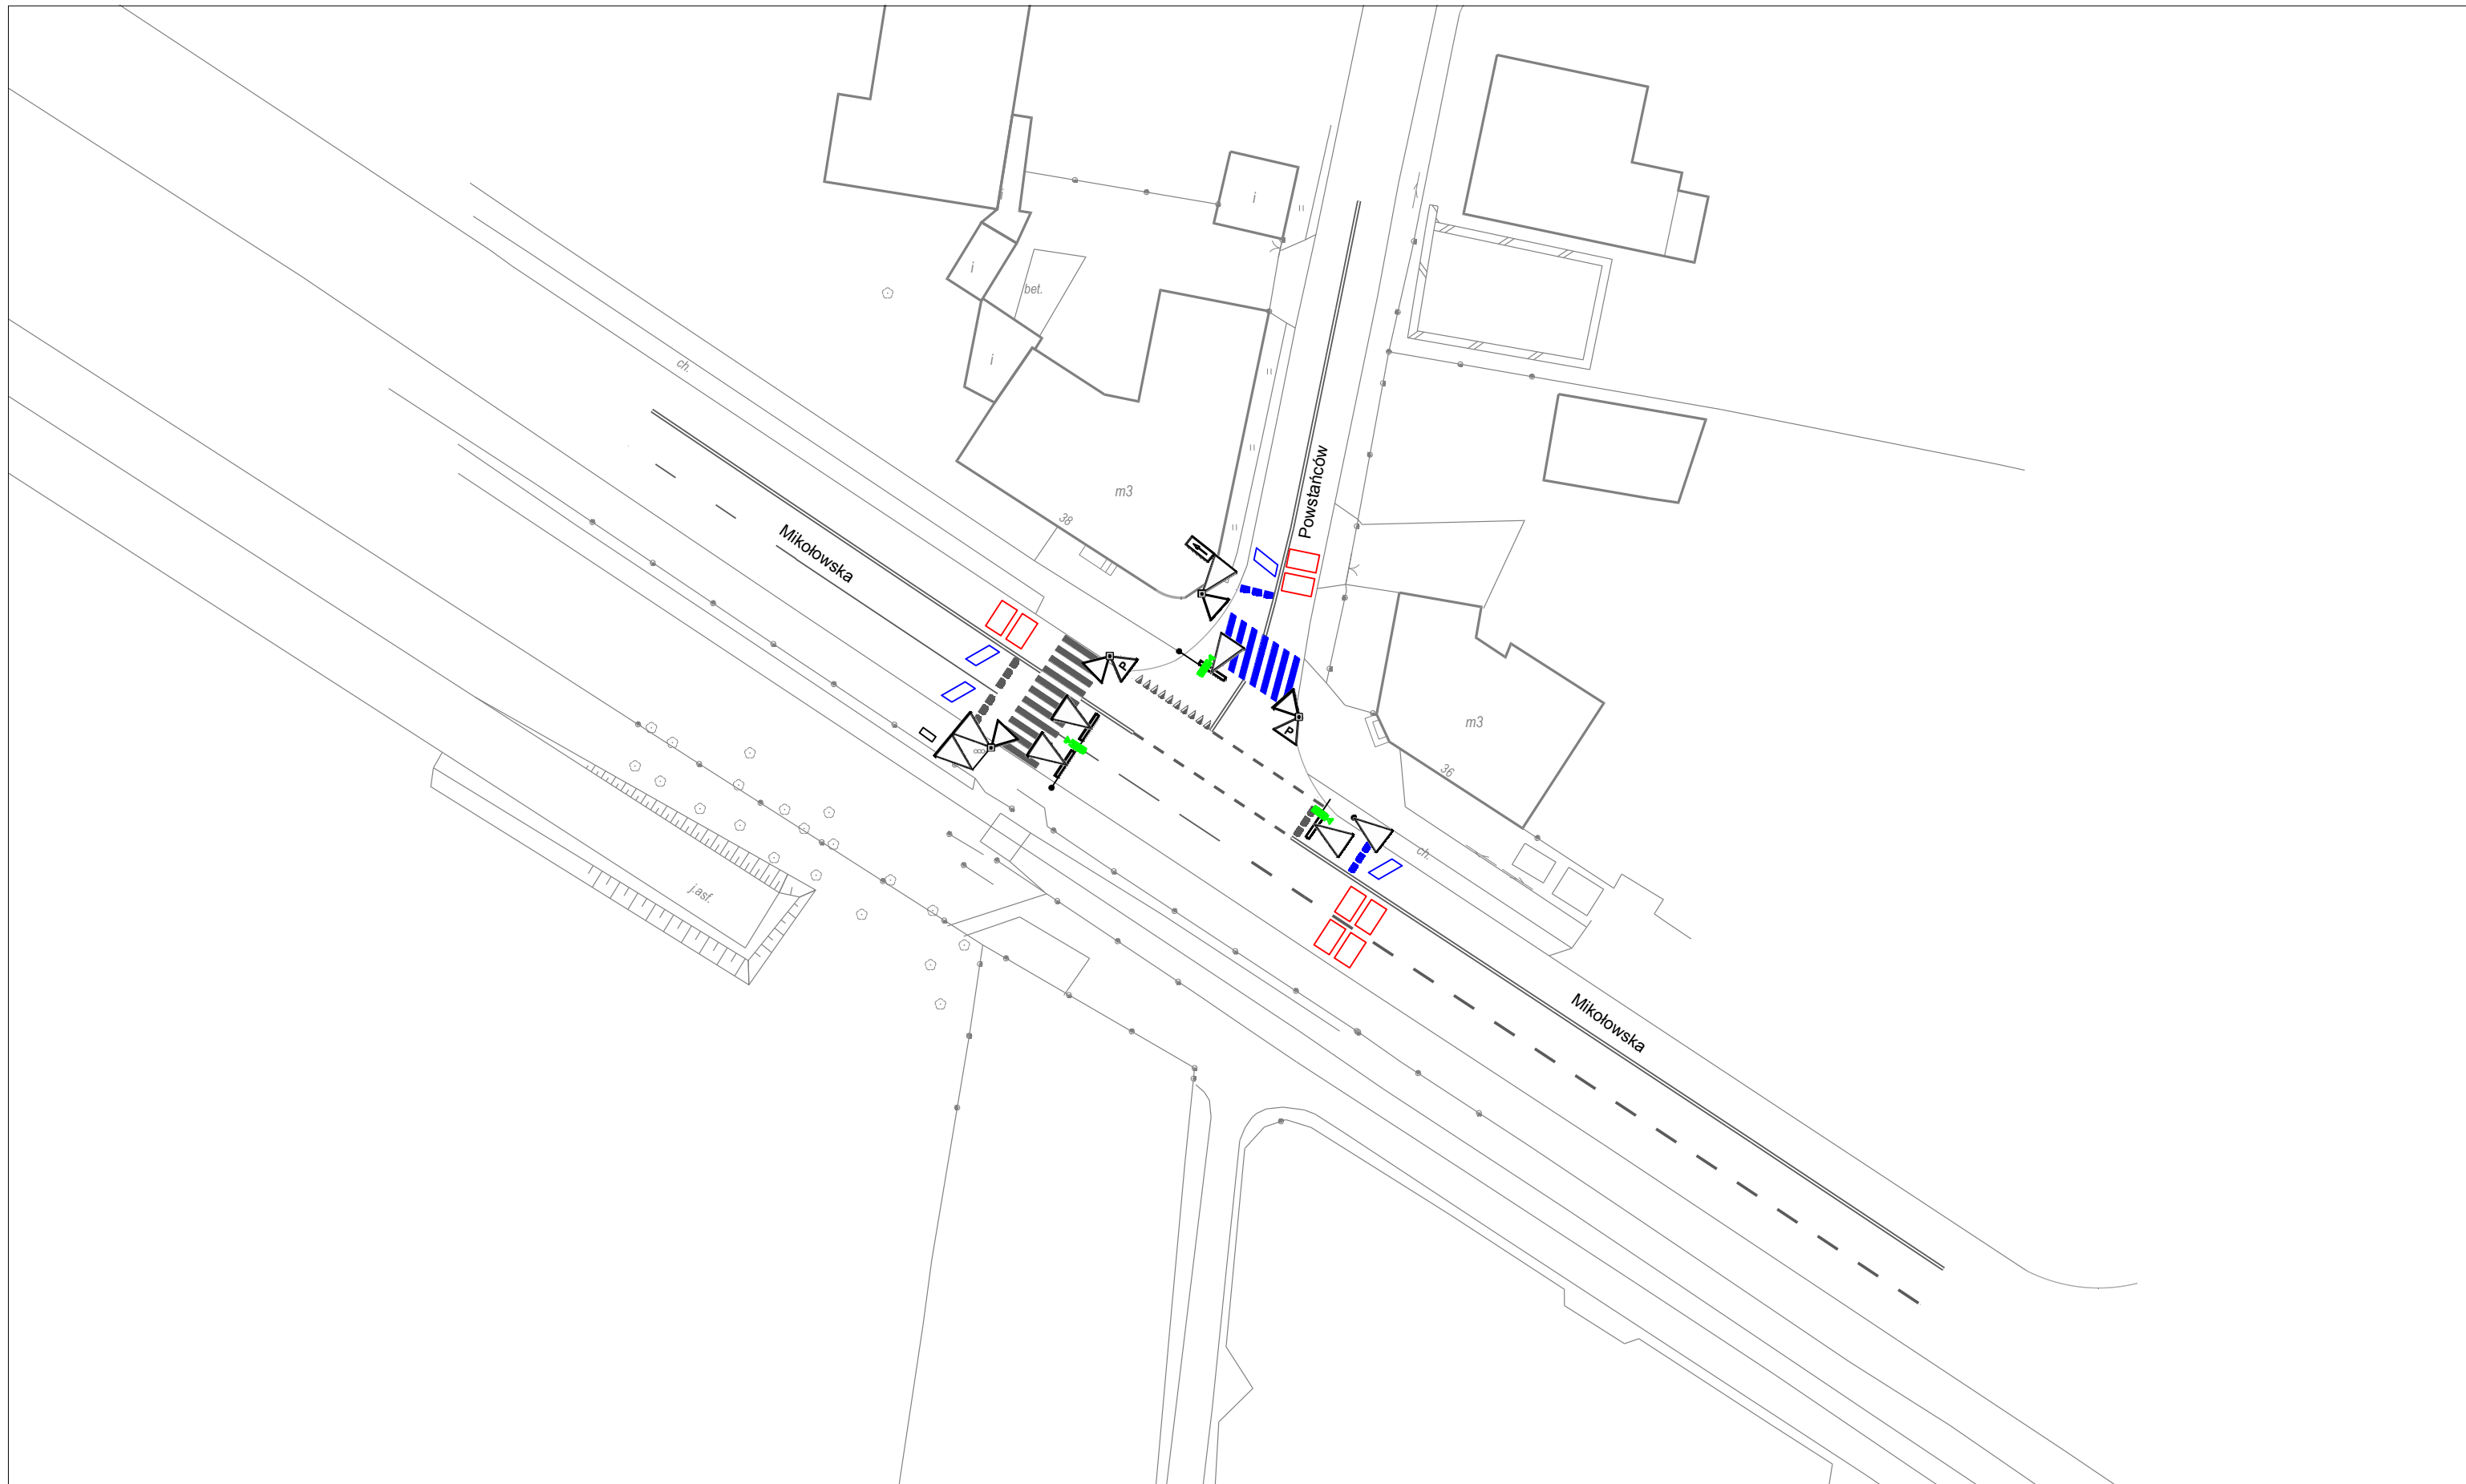 i
i
i
bet.
ch.
i
m3
38
Powstańców
Mikołowska
P
m3
P
36
ch.
j.asf.
Mikołowska